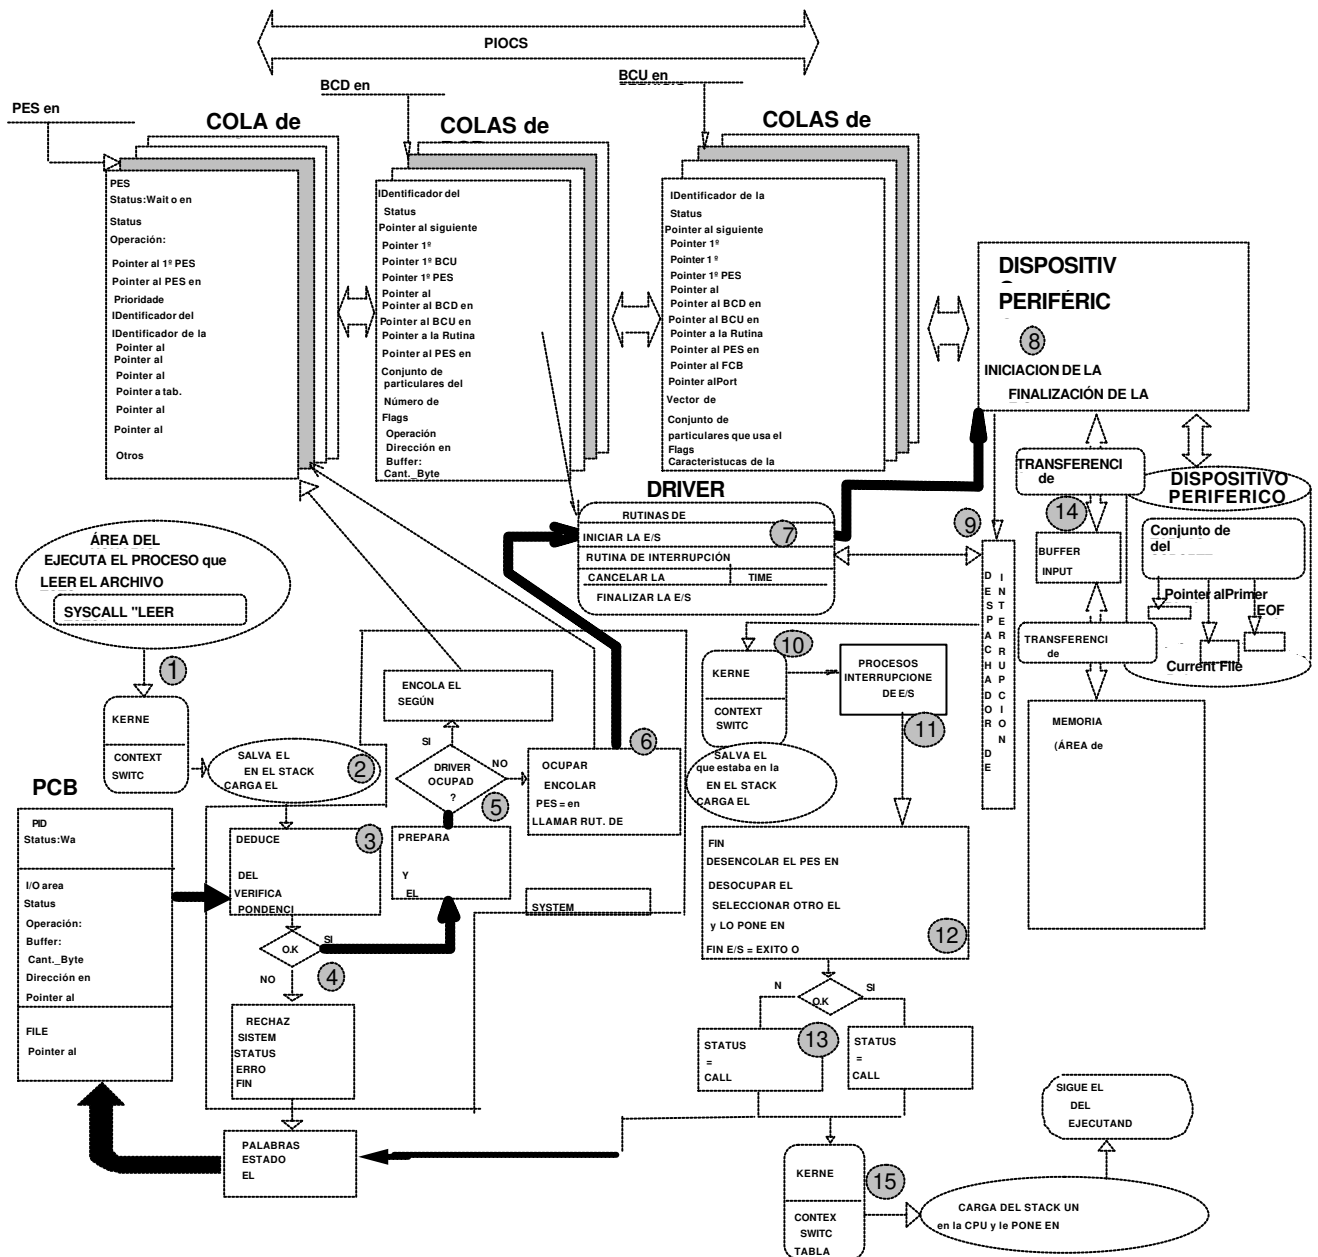 PIOCS
BCD en
BCU en
PES en
COLA de
COLAS de
COLAS de
PES
Status:Wait o en
Status
Operación:
Pointer al 1º PES
Pointer al PES en
Prioridade
IDentificador del
IDentificador de la
Pointer al
Pointer al
Pointer al
Pointer a tab.
Pointer al
Pointer al
Otros
IDentificador del
Status
Pointer al siguiente
Pointer 1º
Pointer 1º BCU
Pointer 1º PES
Pointer al
Pointer al BCD en
Pointer al BCU en
Pointer a la Rutina
Pointer al PES en
Conjunto de
particulares del
Número de
Flags
Operación
Dirección en
Buffer:
Cant._Byte
IDentificador de la
Status
Pointer al siguiente
Pointer 1º
Pointer 1º
Pointer 1º PES
Pointer al
Pointer al BCD en
Pointer al BCU en
Pointer a la Rutina
Pointer al PES en
Pointer al FCB
Pointer alPort
Vector de
Conjunto de
particulares que usa el
Flags
Caracteristucas de la
DISPOSITIV
PERIFÉRIC
8
INICIACION DE LA
FINALIZACIÓN DE LA
DRIVER
RUTINAS DE
7
INICIAR LA E/S
RUTINA DE INTERRUPCIÓN
CANCELAR LA
TIME
FINALIZAR LA E/S
9
DESPACHADOR DE
INTERRUPCION
TRANSFERENCI
de
14
BUFFER
INPUT
TRANSFERENCI
de
DISPOSITIVO
PERIFERICO
Conjunto de
del
Pointer alPrimer
EOF
Current File
MEMORIA
(ÁREA de
ÁREA DEL
EJECUTA EL PROCESO que
LEER EL ARCHIVO
SYSCALL "LEER
1
KERNE
CONTEXT
SWITC
SALVA EL
EN EL STACK
CARGA EL
2
ENCOLA EL
SEGÚN
SI
DRIVER
OCUPAD
?
NO
5
6
OCUPAR
ENCOLAR
PES = en
LLAMAR RUT. DE
PREPARA
Y
EL
SYSTEM
3
DEDUCE
DEL
VERIFICA
PONDENCI
O.K
SI
NO
4
RECHAZ
SISTEM
STATUS
ERRO
FIN
PALABRAS
ESTADO
EL
PCB
PID
Status:Wa
I/O area
Status
Operación:
Buffer:
Cant._Byte
Dirección en
Pointer al
FILE
Pointer al
10
KERNE
CONTEXT
SWITC
SALVA EL
que estaba en la
EN EL STACK
CARGA EL
PROCESOS
INTERRUPCIONE
DE E/S
11
FIN
DESENCOLAR EL PES EN
DESOCUPAR EL
SELECCIONAR OTRO EL
y LO PONE EN
FIN E/S = EXITO O
12
N
O.K
SI
STATUS
=
CALL
13
STATUS
=
CALL
KERNE
15
CONTEX
SWITC
TABLA
CARGA DEL STACK UN
en la CPU y le PONE EN
SIGUE EL
DEL
EJECUTAND